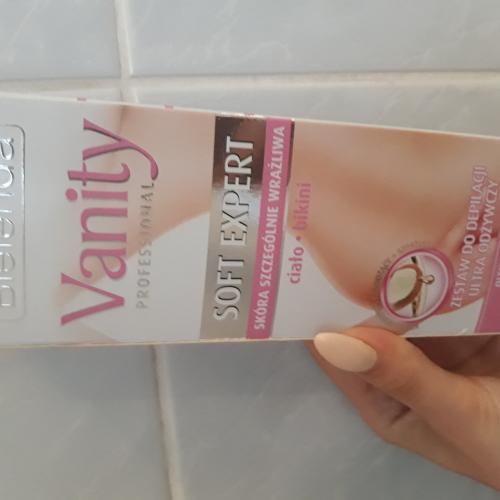 Bielenda
Vanity
PROFESSIONAL
SOFT EXPERT
SKÓRA SZCZEGÓLNIE WRAŻLIWA
ciało • bikini
ZESTAW DO DEPILACJI
ULTRA ODŻYWCZY